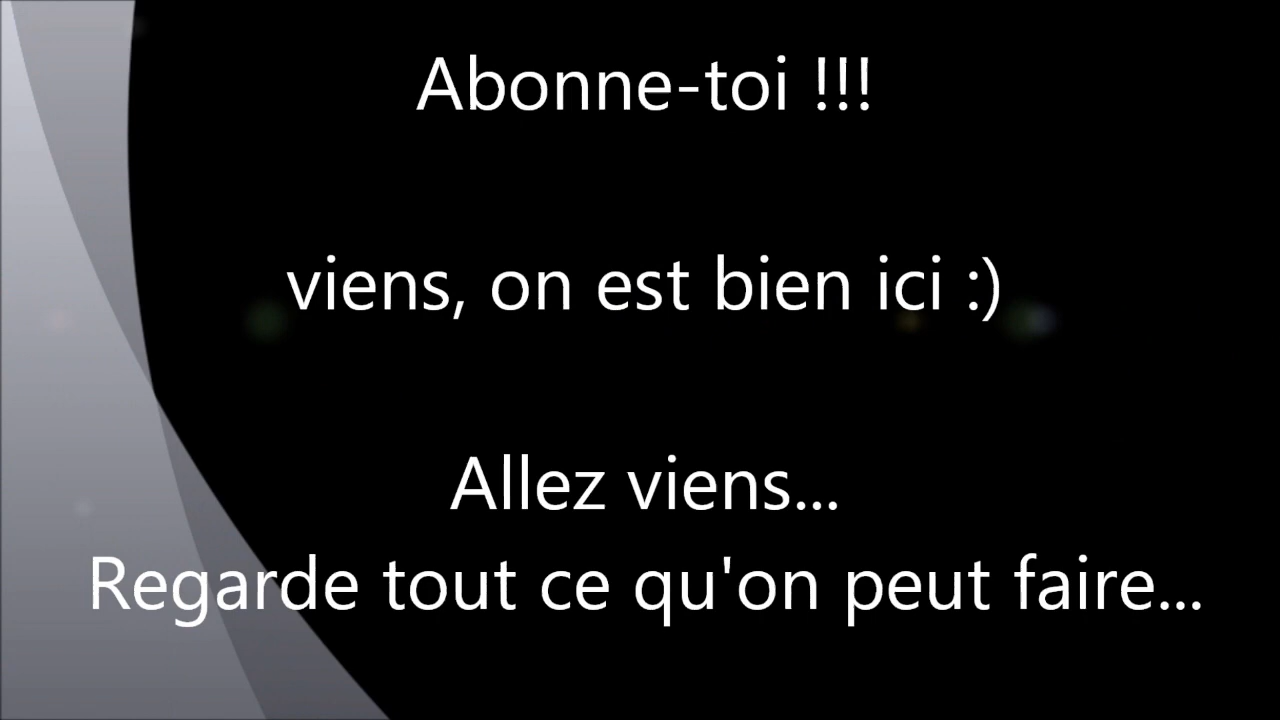 Abonne-toi !!!
viens, on est bien ici :)
Allez viens...
Regarde tout ce qu'on peut faire...